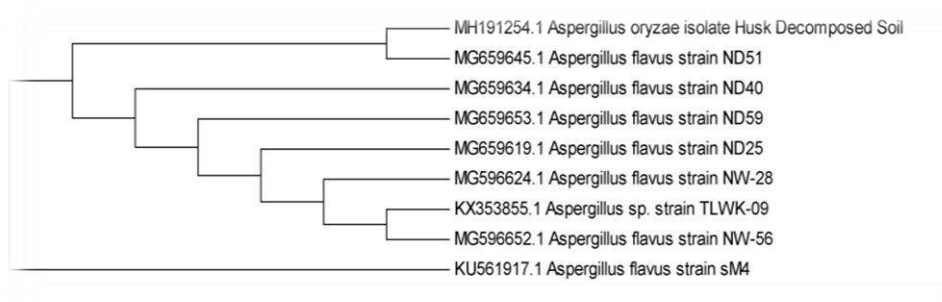 MH191254.1 Aspergillus oryzae isolate Husk Decomposed Soil
MG659645.1 Aspergillus flavus strain ND51
MG659634.1 Aspergillus flavus strain ND40
MG659653.1 Aspergillus flavus strain ND59
MG659619.1 Aspergillus flavus strain ND25
MG596624.1 Aspergillus flavus strain NW-28
KX353855.1 Aspergillus sp. strain TLWK-09
MG596652.1 Aspergillus flavus strain NW-56
KU561917.1 Aspergillus flavus strain sM4